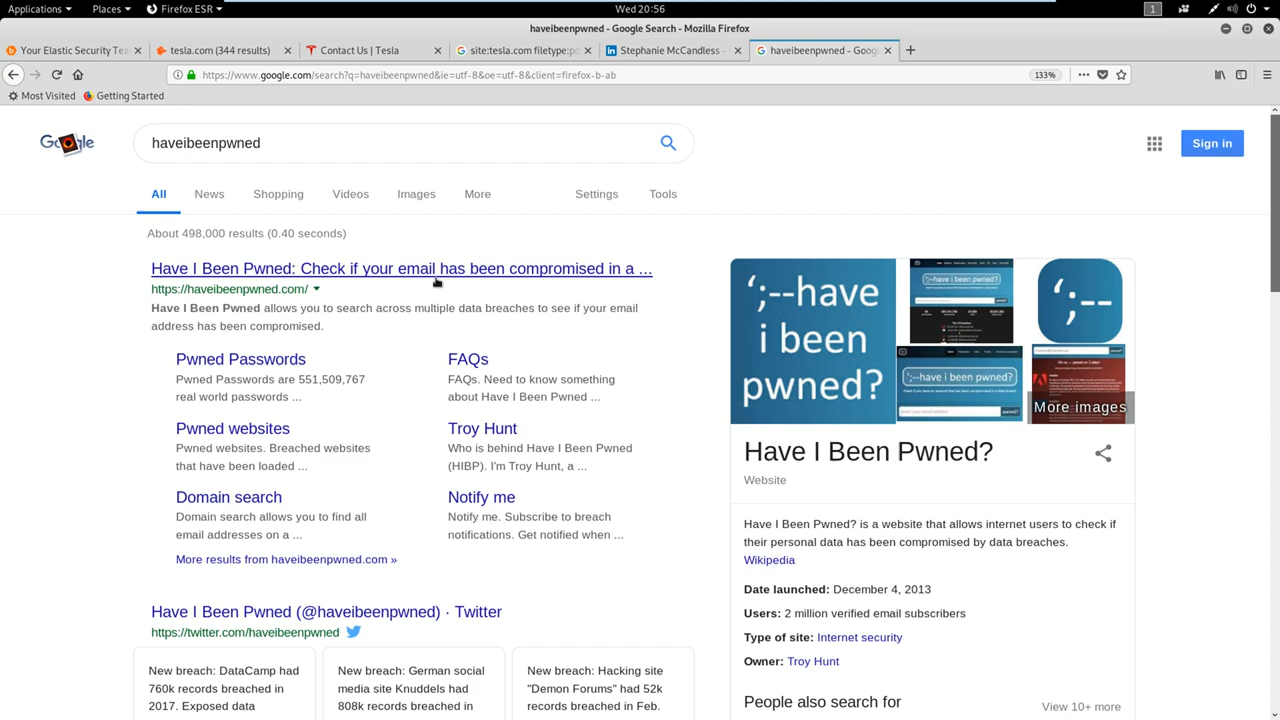 Applications Places Firefox ESR Wed 20:56 1
haveibeenpwned - Google Search - Mozilla Firefox
Your Elastic Security Tea tesla.com (344 results) Contact Us | Tesla site:tesla.com filetype:pd Stephanie McCandless - haveibeenpwned - Goog
https://www.google.com/search?q=haveibeenpwned&ie=utf-8&oe=utf-8&client=firefox-b-ab 133%
Most Visited Getting Started
Google haveibeenpwned Sign in
All News Shopping Videos Images More Settings Tools
About 498,000 results (0.40 seconds)
Have I Been Pwned: Check if your email has been compromised in a ...
https://haveibeenpwned.com/
Have I Been Pwned allows you to search across multiple data breaches to see if your email
address has been compromised.
Pwned Passwords
Pwned Passwords are 551,509,767
real world passwords ...
FAQs
FAQs. Need to know something
about Have I Been Pwned ...
Pwned websites
Pwned websites. Breached websites
that have been loaded ...
Troy Hunt
Who is behind Have I Been Pwned
(HIBP). I'm Troy Hunt, a ...
Domain search
Domain search allows you to find all
email addresses on a ...
Notify me
Notify me. Subscribe to breach
notifications. Get notified when ...
More results from haveibeenpwned.com »
Have I Been Pwned (@haveibeenpwned) · Twitter
https://twitter.com/haveibeenpwned
New breach: DataCamp had
760k records breached in
2017. Exposed data
New breach: German social
media site Knuddels had
808k records breached in
New breach: Hacking site
"Demon Forums" had 52k
records breached in Feb.
';--have
i been
pwned?
';--have i been pwned?
';--
';--have i been pwned?
More images
Have I Been Pwned?
Website
Have I Been Pwned? is a website that allows internet users to check if
their personal data has been compromised by data breaches.
Wikipedia
Date launched: December 4, 2013
Users: 2 million verified email subscribers
Type of site: Internet security
Owner: Troy Hunt
People also search for
View 10+ more